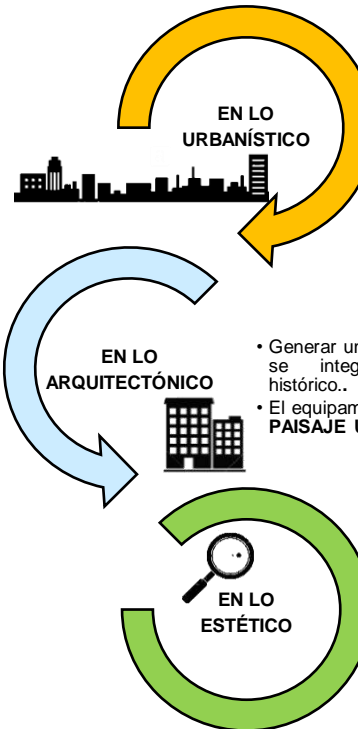 EN LO
URBANÍSTICO
EN LO
ARQUITECTÓNICO
• Generar un
se integ
histórico..
• El equipam
PAISAJE U
EN LO
ESTÉTICO